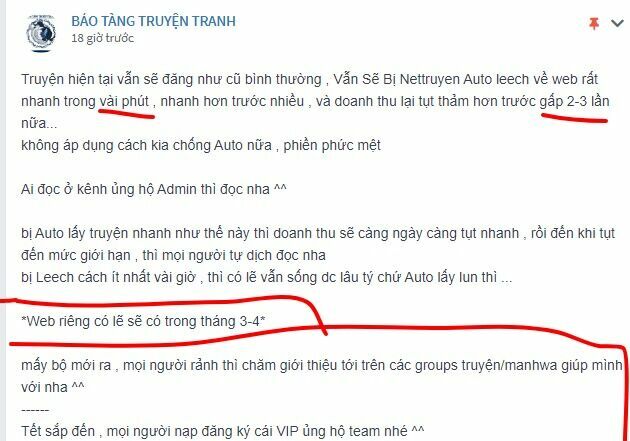 BẢO TÀNG TRUYỆN TRANH
18 giờ trước
Truyện hiện tại vẫn sẽ đăng như cũ bình thường , Vẫn Sẽ Bị Nettruyen Auto leech về web rất
nhanh trong vài phút , nhanh hơn trước nhiều , và doanh thu lại tụt thảm hơn trước gấp 2-3 lần
nữa...
không áp dụng cách kia chống Auto nữa , phiền phức mệt
Ai đọc ở kênh ủng hộ Admin thì đọc nha ^^
bị Auto lấy truyện nhanh như thế này thì doanh thu sẽ càng ngày càng tụt nhanh , rồi đến khi tụt
đến mức giới hạn , thì mọi người tự dịch đọc nha
bị Leech cách ít nhất vài giờ , thì có lẽ vẫn sống dc lâu tý chứ Auto lấy lun thì ...
*Web riêng có lẽ sẽ có trong tháng 3-4*
mấy bộ mới ra , mọi người rảnh thì chăm giới thiệu tới trên các groups truyện/manhwa giúp mình
với nha ^^
------
Tết sắp đến , mọi người nạp đăng ký cái VIP ủng hộ team nhé ^^